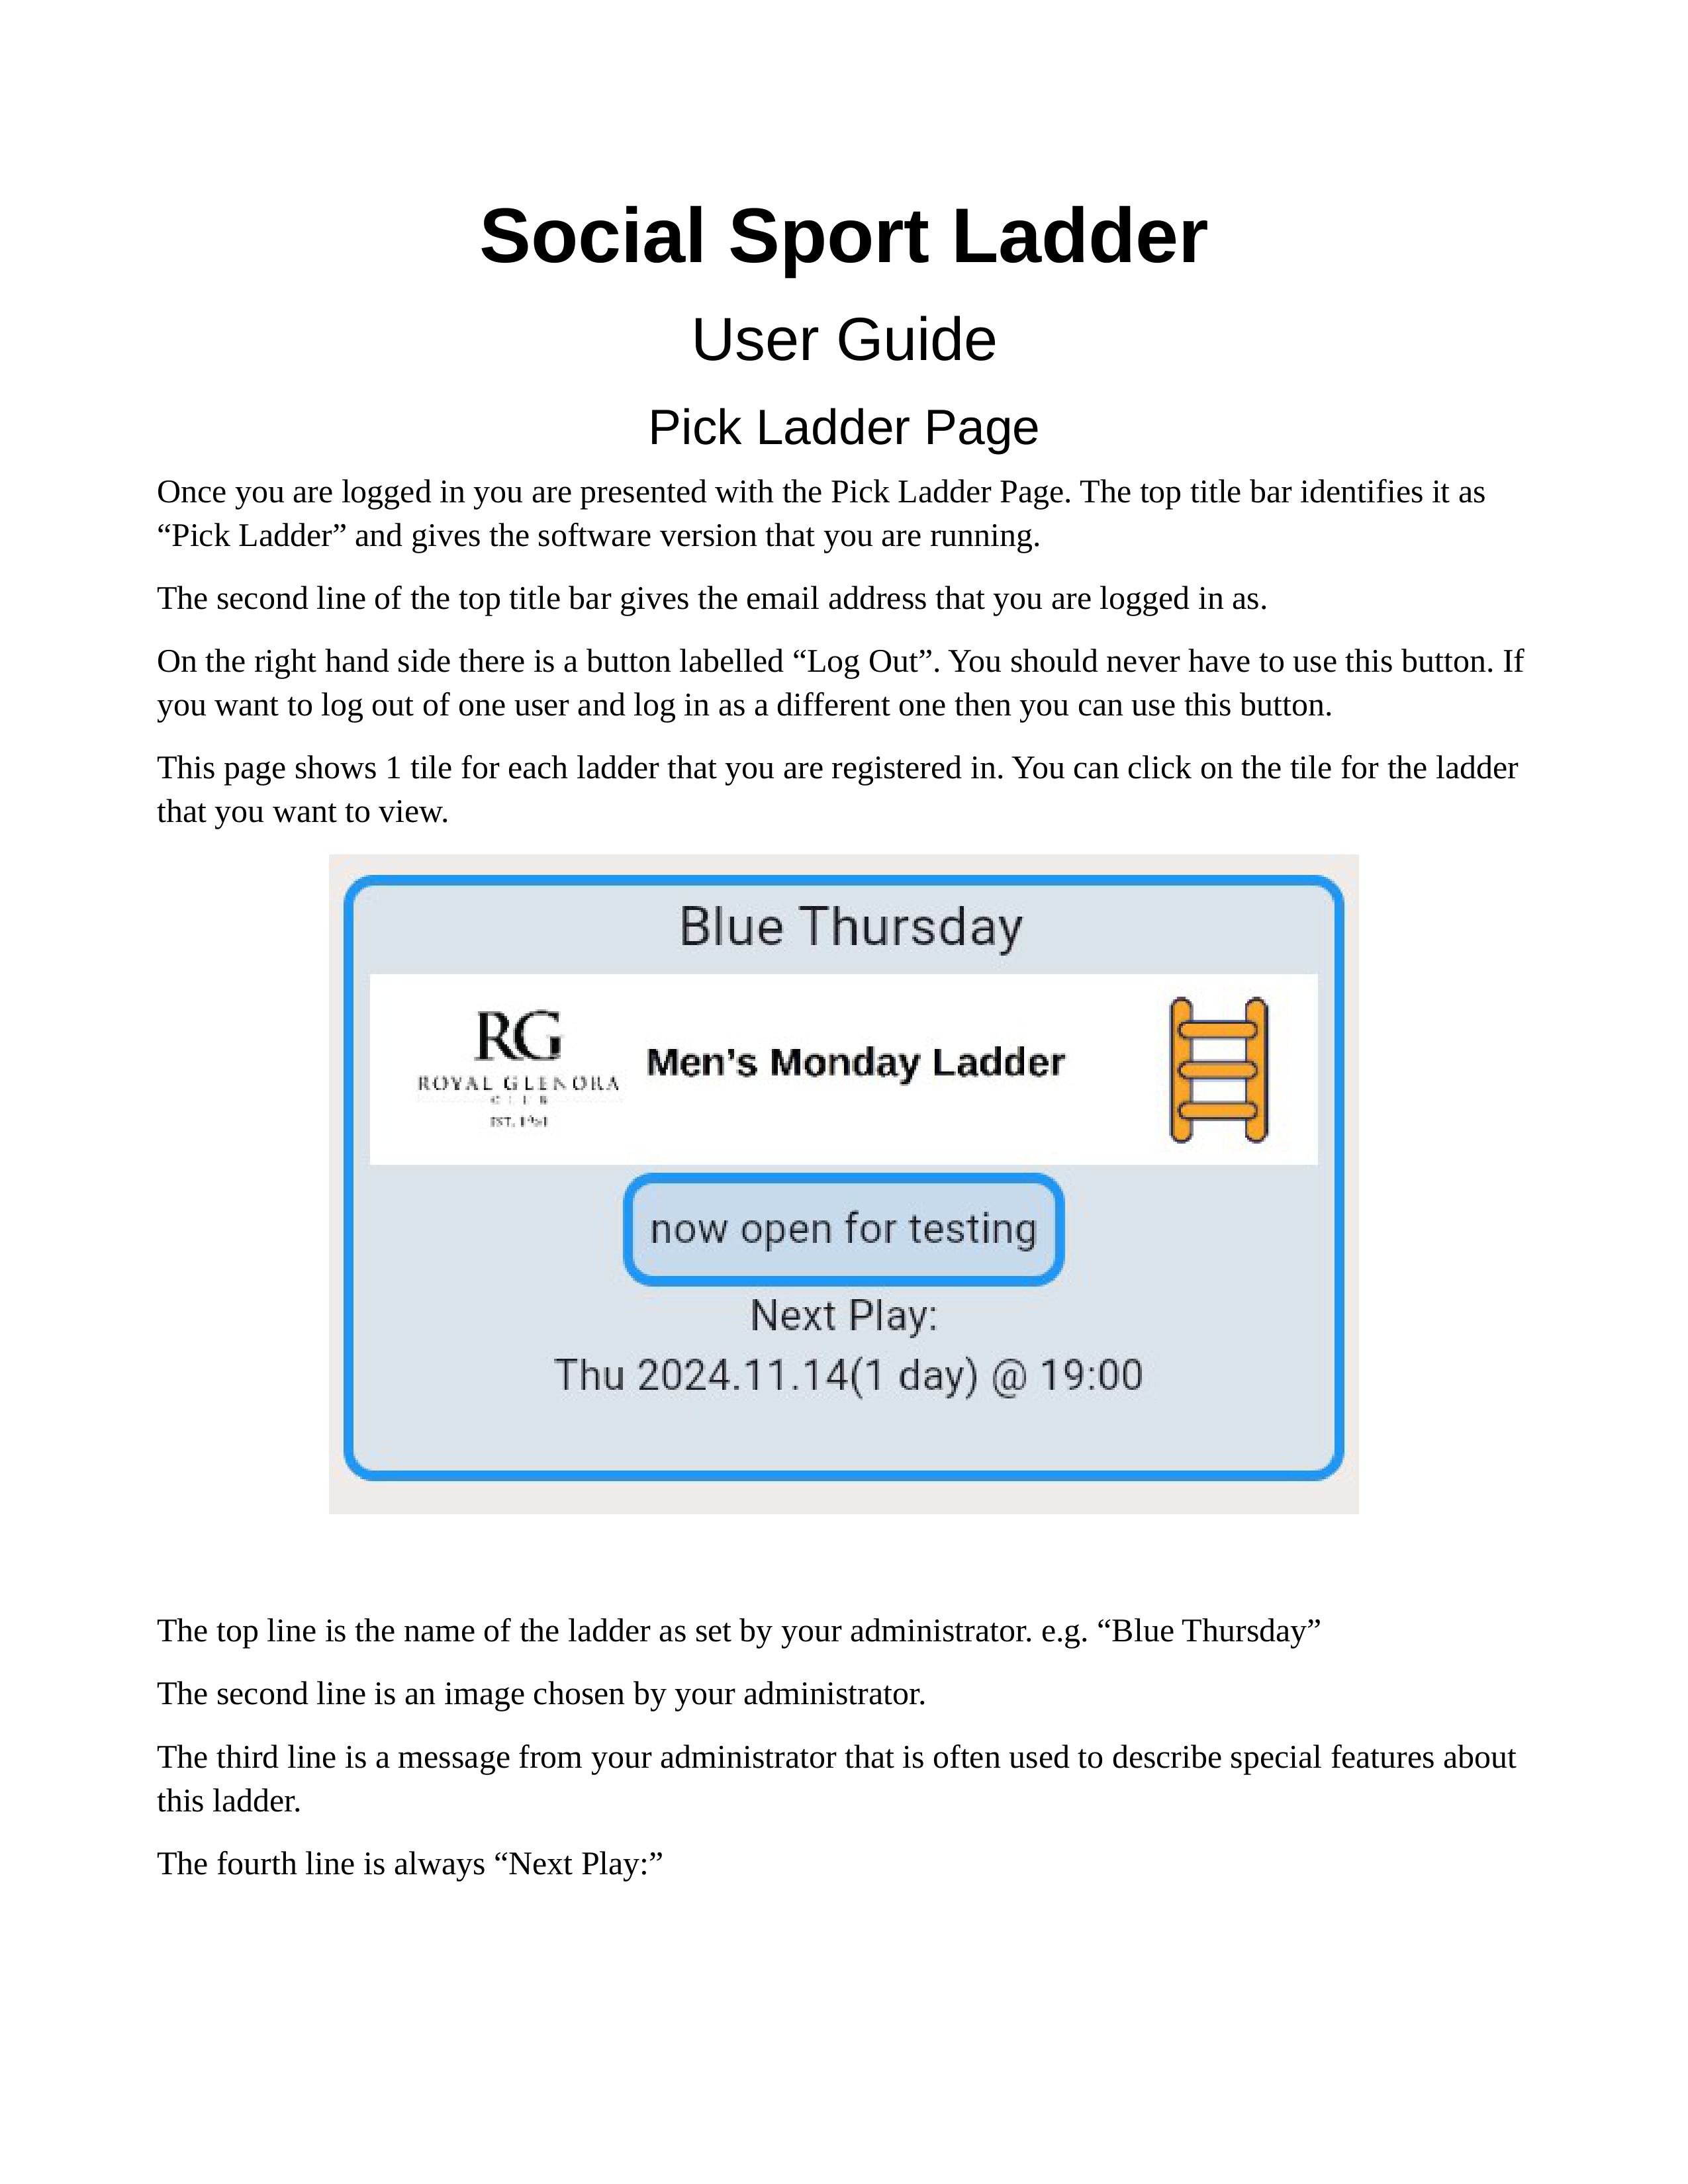 Social Sport Ladder
User Guide
Pick Ladder Page
Once you are logged in you are presented with the Pick Ladder Page. The top title bar identifies it as
“Pick Ladder” and gives the software version that you are running.
The second line of the top title bar gives the email address that you are logged in as.
On the right hand side there is a button labelled “Log Out”. You should never have to use this button. If
you want to log out of one user and log in as a different one then you can use this button.
This page shows 1 tile for each ladder that you are registered in. You can click on the tile for the ladder
that you want to view.
Blue Thursday
RG
ROYAL GLENORA
CLUB
EST.
Men’s Monday Ladder
now open for testing
Next Play:
Thu 2024.11.14(1 day) @ 19:00
The top line is the name of the ladder as set by your administrator. e.g. “Blue Thursday”
The second line is an image chosen by your administrator.
The third line is a message from your administrator that is often used to describe special features about
this ladder.
The fourth line is always “Next Play:”